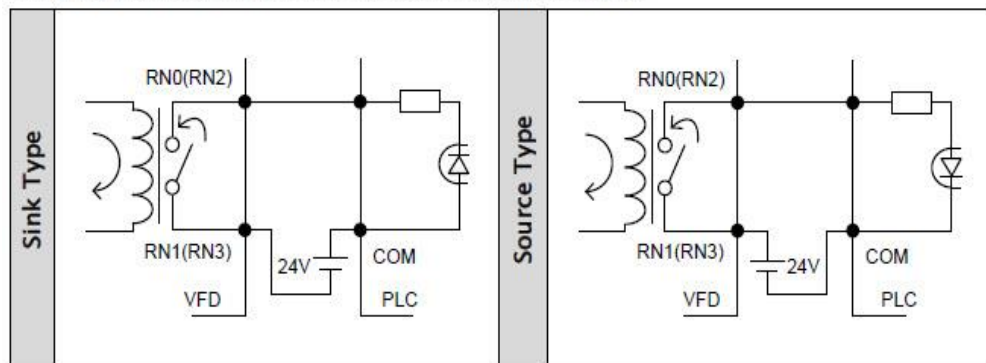 Sink Type
RN0(RN2)
RN1(RN3)
24V
COM
VFD
PLC
Source Type
RN0(RN2)
RN1(RN3)
24V
COM
VFD
PLC